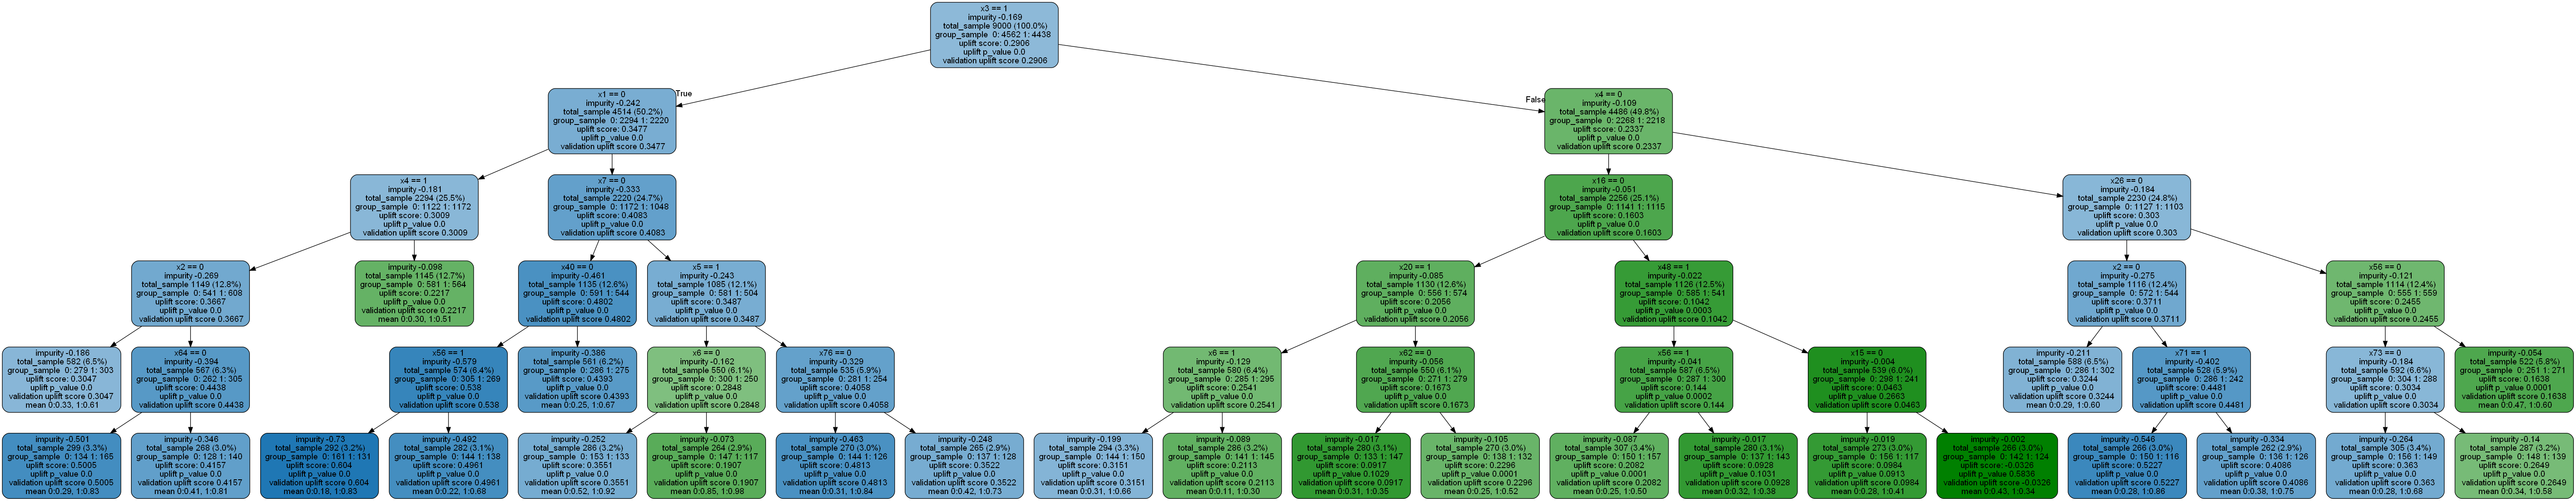 x3 == 1
impurity -0.169
total_sample 9000 (100.0%)
group_sample 0: 4562 1: 4438
uplift score: 0.2906
uplift p_value 0.0
validation uplift score 0.2906
True
False
x1 == 0
impurity -0.242
total_sample 4514 (50.2%)
group_sample 0: 2294 1: 2220
uplift score: 0.3477
uplift p_value 0.0
validation uplift score 0.3477
x4 == 0
impurity -0.109
total_sample 4486 (49.8%)
group_sample 0: 2268 1: 2218
uplift score: 0.2337
uplift p_value 0.0
validation uplift score 0.2337
x4 == 1
impurity -0.181
total_sample 2294 (25.5%)
group_sample 0: 1122 1: 1172
uplift score: 0.3009
uplift p_value 0.0
validation uplift score 0.3009
x7 == 0
impurity -0.333
total_sample 2220 (24.7%)
group_sample 0: 1172 1: 1048
uplift score: 0.4083
uplift p_value 0.0
validation uplift score 0.4083
x16 == 0
impurity -0.051
total_sample 2256 (25.1%)
group_sample 0: 1141 1: 1115
uplift score: 0.1603
uplift p_value 0.0
validation uplift score 0.1603
x26 == 0
impurity -0.184
total_sample 2230 (24.8%)
group_sample 0: 1127 1: 1103
uplift score: 0.303
uplift p_value 0.0
validation uplift score 0.303
x2 == 0
impurity -0.269
total_sample 1149 (12.8%)
group_sample 0: 541 1: 608
uplift score: 0.3667
uplift p_value 0.0
validation uplift score 0.3667
impurity -0.098
total_sample 1145 (12.7%)
group_sample 0: 581 1: 564
uplift score: 0.2217
uplift p_value 0.0
validation uplift score 0.2217
mean 0:0.30, 1:0.51
x40 == 0
impurity -0.461
total_sample 1135 (12.6%)
group_sample 0: 591 1: 544
uplift score: 0.4802
uplift p_value 0.0
validation uplift score 0.4802
x5 == 1
impurity -0.243
total_sample 1085 (12.1%)
group_sample 0: 581 1: 504
uplift score: 0.3487
uplift p_value 0.0
validation uplift score 0.3487
x20 == 1
impurity -0.085
total_sample 1130 (12.6%)
group_sample 0: 556 1: 574
uplift score: 0.2056
uplift p_value 0.0
validation uplift score 0.2056
x48 == 1
impurity -0.022
total_sample 1126 (12.5%)
group_sample 0: 585 1: 541
uplift score: 0.1042
uplift p_value 0.0003
validation uplift score 0.1042
x2 == 0
impurity -0.275
total_sample 1116 (12.4%)
group_sample 0: 572 1: 544
uplift score: 0.3711
uplift p_value 0.0
validation uplift score 0.3711
x56 == 0
impurity -0.121
total_sample 1114 (12.4%)
group_sample 0: 555 1: 559
uplift score: 0.2455
uplift p_value 0.0
validation uplift score 0.2455
impurity -0.186
total_sample 582 (6.5%)
group_sample 0: 279 1: 303
uplift score: 0.3047
uplift p_value 0.0
validation uplift score 0.3047
mean 0:0.33, 1:0.61
x64 == 0
impurity -0.394
total_sample 567 (6.3%)
group_sample 0: 262 1: 305
uplift score: 0.4438
uplift p_value 0.0
validation uplift score 0.4438
x56 == 1
impurity -0.579
total_sample 574 (6.4%)
group_sample 0: 305 1: 269
uplift score: 0.538
uplift p_value 0.0
validation uplift score 0.538
impurity -0.386
total_sample 561 (6.2%)
group_sample 0: 286 1: 275
uplift score: 0.4393
uplift p_value 0.0
validation uplift score 0.4393
mean 0:0.25, 1:0.67
x6 == 0
impurity -0.162
total_sample 550 (6.1%)
group_sample 0: 300 1: 250
uplift score: 0.2848
uplift p_value 0.0
validation uplift score 0.2848
x76 == 0
impurity -0.329
total_sample 535 (5.9%)
group_sample 0: 281 1: 254
uplift score: 0.4058
uplift p_value 0.0
validation uplift score 0.4058
x6 == 1
impurity -0.129
total_sample 580 (6.4%)
group_sample 0: 285 1: 295
uplift score: 0.2541
uplift p_value 0.0
validation uplift score 0.2541
x62 == 0
impurity -0.056
total_sample 550 (6.1%)
group_sample 0: 271 1: 279
uplift score: 0.1673
uplift p_value 0.0
validation uplift score 0.1673
x56 == 1
impurity -0.041
total_sample 587 (6.5%)
group_sample 0: 287 1: 300
uplift score: 0.144
uplift p_value 0.0002
validation uplift score 0.144
x15 == 0
impurity -0.004
total_sample 539 (6.0%)
group_sample 0: 298 1: 241
uplift score: 0.0463
uplift p_value 0.2663
validation uplift score 0.0463
impurity -0.211
total_sample 588 (6.5%)
group_sample 0: 286 1: 302
uplift score: 0.3244
uplift p_value 0.0
validation uplift score 0.3244
mean 0:0.29, 1:0.60
x71 == 1
impurity -0.402
total_sample 528 (5.9%)
group_sample 0: 286 1: 242
uplift score: 0.4481
uplift p_value 0.0
validation uplift score 0.4481
x73 == 0
impurity -0.184
total_sample 592 (6.6%)
group_sample 0: 304 1: 288
uplift score: 0.3034
uplift p_value 0.0
validation uplift score 0.3034
impurity -0.054
total_sample 522 (5.8%)
group_sample 0: 251 1: 271
uplift score: 0.1638
uplift p_value 0.0001
validation uplift score 0.1638
mean 0:0.47, 1:0.60
impurity -0.501
total_sample 299 (3.3%)
group_sample 0: 134 1: 165
uplift score: 0.5005
uplift p_value 0.0
validation uplift score 0.5005
mean 0:0.29, 1:0.83
impurity -0.346
total_sample 268 (3.0%)
group_sample 0: 128 1: 140
uplift score: 0.4157
uplift p_value 0.0
validation uplift score 0.4157
mean 0:0.41, 1:0.81
impurity -0.73
total_sample 292 (3.2%)
group_sample 0: 161 1: 131
uplift score: 0.604
uplift p_value 0.0
validation uplift score 0.604
mean 0:0.18, 1:0.83
impurity -0.492
total_sample 282 (3.1%)
group_sample 0: 144 1: 138
uplift score: 0.4961
uplift p_value 0.0
validation uplift score 0.4961
mean 0:0.22, 1:0.68
impurity -0.252
total_sample 286 (3.2%)
group_sample 0: 153 1: 133
uplift score: 0.3551
uplift p_value 0.0
validation uplift score 0.3551
mean 0:0.52, 1:0.92
impurity -0.073
total_sample 264 (2.9%)
group_sample 0: 147 1: 117
uplift score: 0.1907
uplift p_value 0.0
validation uplift score 0.1907
mean 0:0.85, 1:0.98
impurity -0.463
total_sample 270 (3.0%)
group_sample 0: 144 1: 126
uplift score: 0.4813
uplift p_value 0.0
validation uplift score 0.4813
mean 0:0.31, 1:0.84
impurity -0.248
total_sample 265 (2.9%)
group_sample 0: 137 1: 128
uplift score: 0.3522
uplift p_value 0.0
validation uplift score 0.3522
mean 0:0.42, 1:0.73
impurity -0.199
total_sample 294 (3.3%)
group_sample 0: 144 1: 150
uplift score: 0.3151
uplift p_value 0.0
validation uplift score 0.3151
mean 0:0.31, 1:0.66
impurity -0.089
total_sample 286 (3.2%)
group_sample 0: 141 1: 145
uplift score: 0.2113
uplift p_value 0.0
validation uplift score 0.2113
mean 0:0.11, 1:0.30
impurity -0.017
total_sample 280 (3.1%)
group_sample 0: 133 1: 147
uplift score: 0.0917
uplift p_value 0.1029
validation uplift score 0.0917
mean 0:0.31, 1:0.35
impurity -0.105
total_sample 270 (3.0%)
group_sample 0: 138 1: 132
uplift score: 0.2296
uplift p_value 0.0001
validation uplift score 0.2296
mean 0:0.25, 1:0.52
impurity -0.087
total_sample 307 (3.4%)
group_sample 0: 150 1: 157
uplift score: 0.2082
uplift p_value 0.0001
validation uplift score 0.2082
mean 0:0.25, 1:0.50
impurity -0.017
total_sample 280 (3.1%)
group_sample 0: 137 1: 143
uplift score: 0.0928
uplift p_value 0.1031
validation uplift score 0.0928
mean 0:0.32, 1:0.38
impurity -0.019
total_sample 273 (3.0%)
group_sample 0: 156 1: 117
uplift score: 0.0984
uplift p_value 0.0913
validation uplift score 0.0984
mean 0:0.28, 1:0.41
impurity -0.002
total_sample 266 (3.0%)
group_sample 0: 142 1: 124
uplift score: -0.0326
uplift p_value 0.5836
validation uplift score -0.0326
mean 0:0.43, 1:0.34
impurity -0.546
total_sample 266 (3.0%)
group_sample 0: 150 1: 116
uplift score: 0.5227
uplift p_value 0.0
validation uplift score 0.5227
mean 0:0.28, 1:0.86
impurity -0.334
total_sample 262 (2.9%)
group_sample 0: 136 1: 126
uplift score: 0.4086
uplift p_value 0.0
validation uplift score 0.4086
mean 0:0.38, 1:0.75
impurity -0.264
total_sample 305 (3.4%)
group_sample 0: 156 1: 149
uplift score: 0.363
uplift p_value 0.0
validation uplift score 0.363
mean 0:0.28, 1:0.68
impurity -0.14
total_sample 287 (3.2%)
group_sample 0: 148 1: 139
uplift score: 0.2649
uplift p_value 0.0
validation uplift score 0.2649
mean 0:0.34, 1:0.58